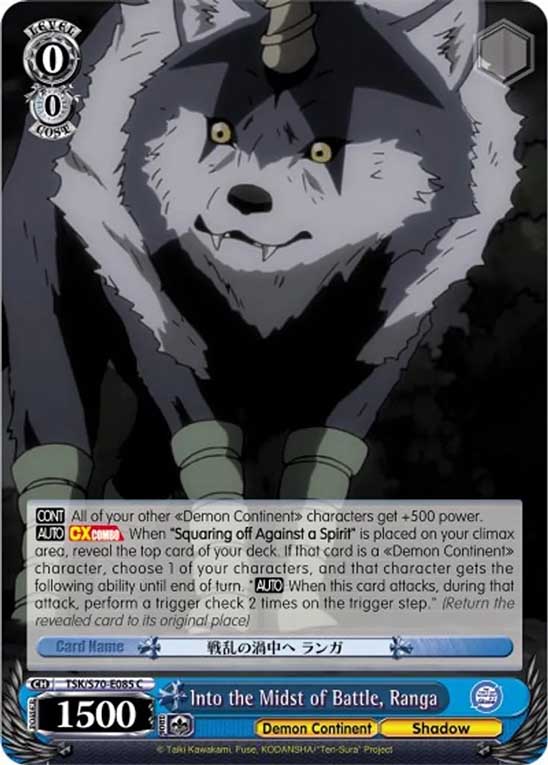 LEVEL
0
0
COST
CONT All of your other «Demon Continent» characters get +500 power.
AUTO CX COMBO When "Squaring off Against a Spirit" is placed on your climax
area, reveal the top card of your deck. If that card is a «Demon Continent»
character, choose 1 of your characters, and that character gets the
following ability until end of turn. "AUTO When this card attacks, during that
attack, perform a trigger check 2 times on the trigger step." (Return the
revealed card to its original place)
Card Name 戦乱の渦中へ ランガ
CH TSK/S70-E085 C Into the Midst of Battle, Ranga
POWER 1500 Demon Continent Shadow
© Taiki Kawakami, Fuse, KODANSHA/"Ten-Sura" Project